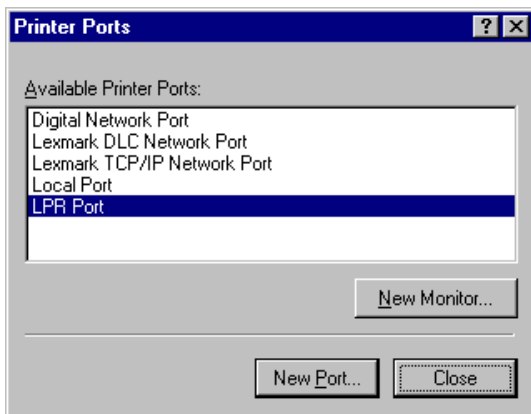 Printer Ports
Available Printer Ports:
Digital Network Port
Lexmark DLC Network Port
Lexmark TCP/IP Network Port
Local Port
LPR Port
New Monitor...
New Port...
Close